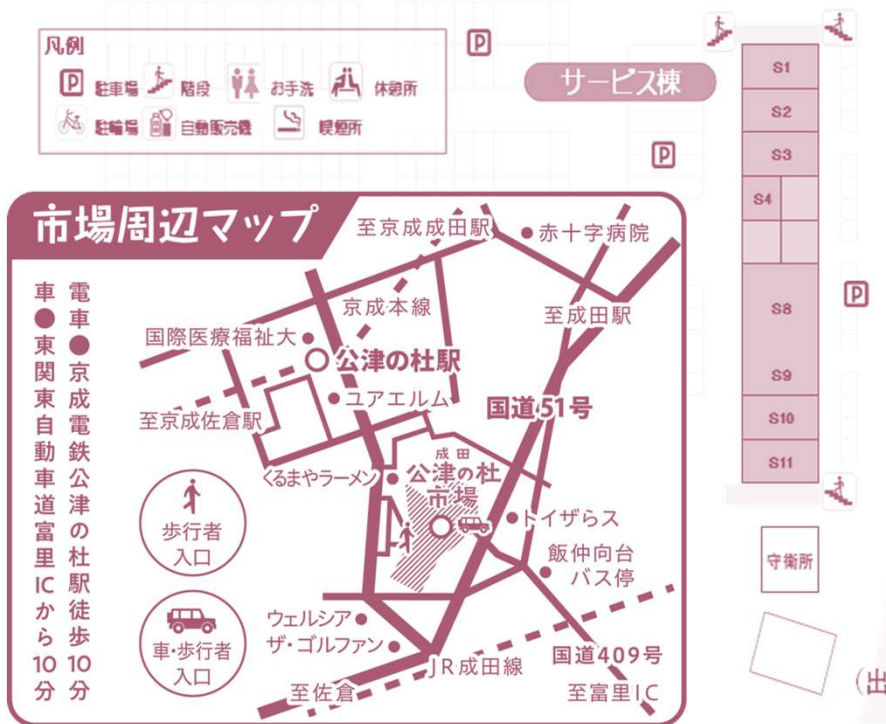 凡例
P 駐車場 階段 お手洗 休憩所
駐輪場 自動販売機 喫煙所
P
サービス棟
P
S1
S2
S3
S4
S8
S9
S10
S11
P
守衛所
(出
市場周辺マップ
電車●京成電鉄公津の杜駅徒歩10分
車●東関東自動車道富里ICから10分
至京成成田駅
赤十字病院
京成本線
至成田駅
国際医療福祉大
公津の杜駅
ユアエルム
国道51号
至京成佐倉駅
くるまやラーメン
成田
公津の杜
市場
トイザらス
飯仲向台
バス停
歩行者
入口
車・歩行者
入口
ウェルシア
ザ・ゴルファン
JR成田線
国道409号
至佐倉
至富里IC